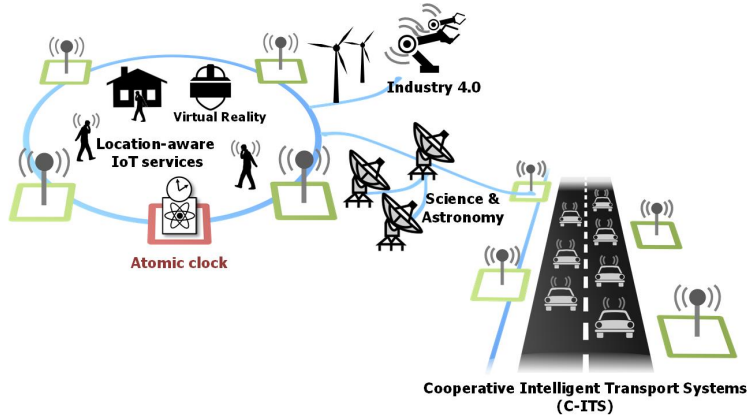 Industry 4.0
Virtual Reality
Location-aware
IoT services
Science &
Astronomy
Atomic clock
Cooperative Intelligent Transport Systems
(C-ITS)